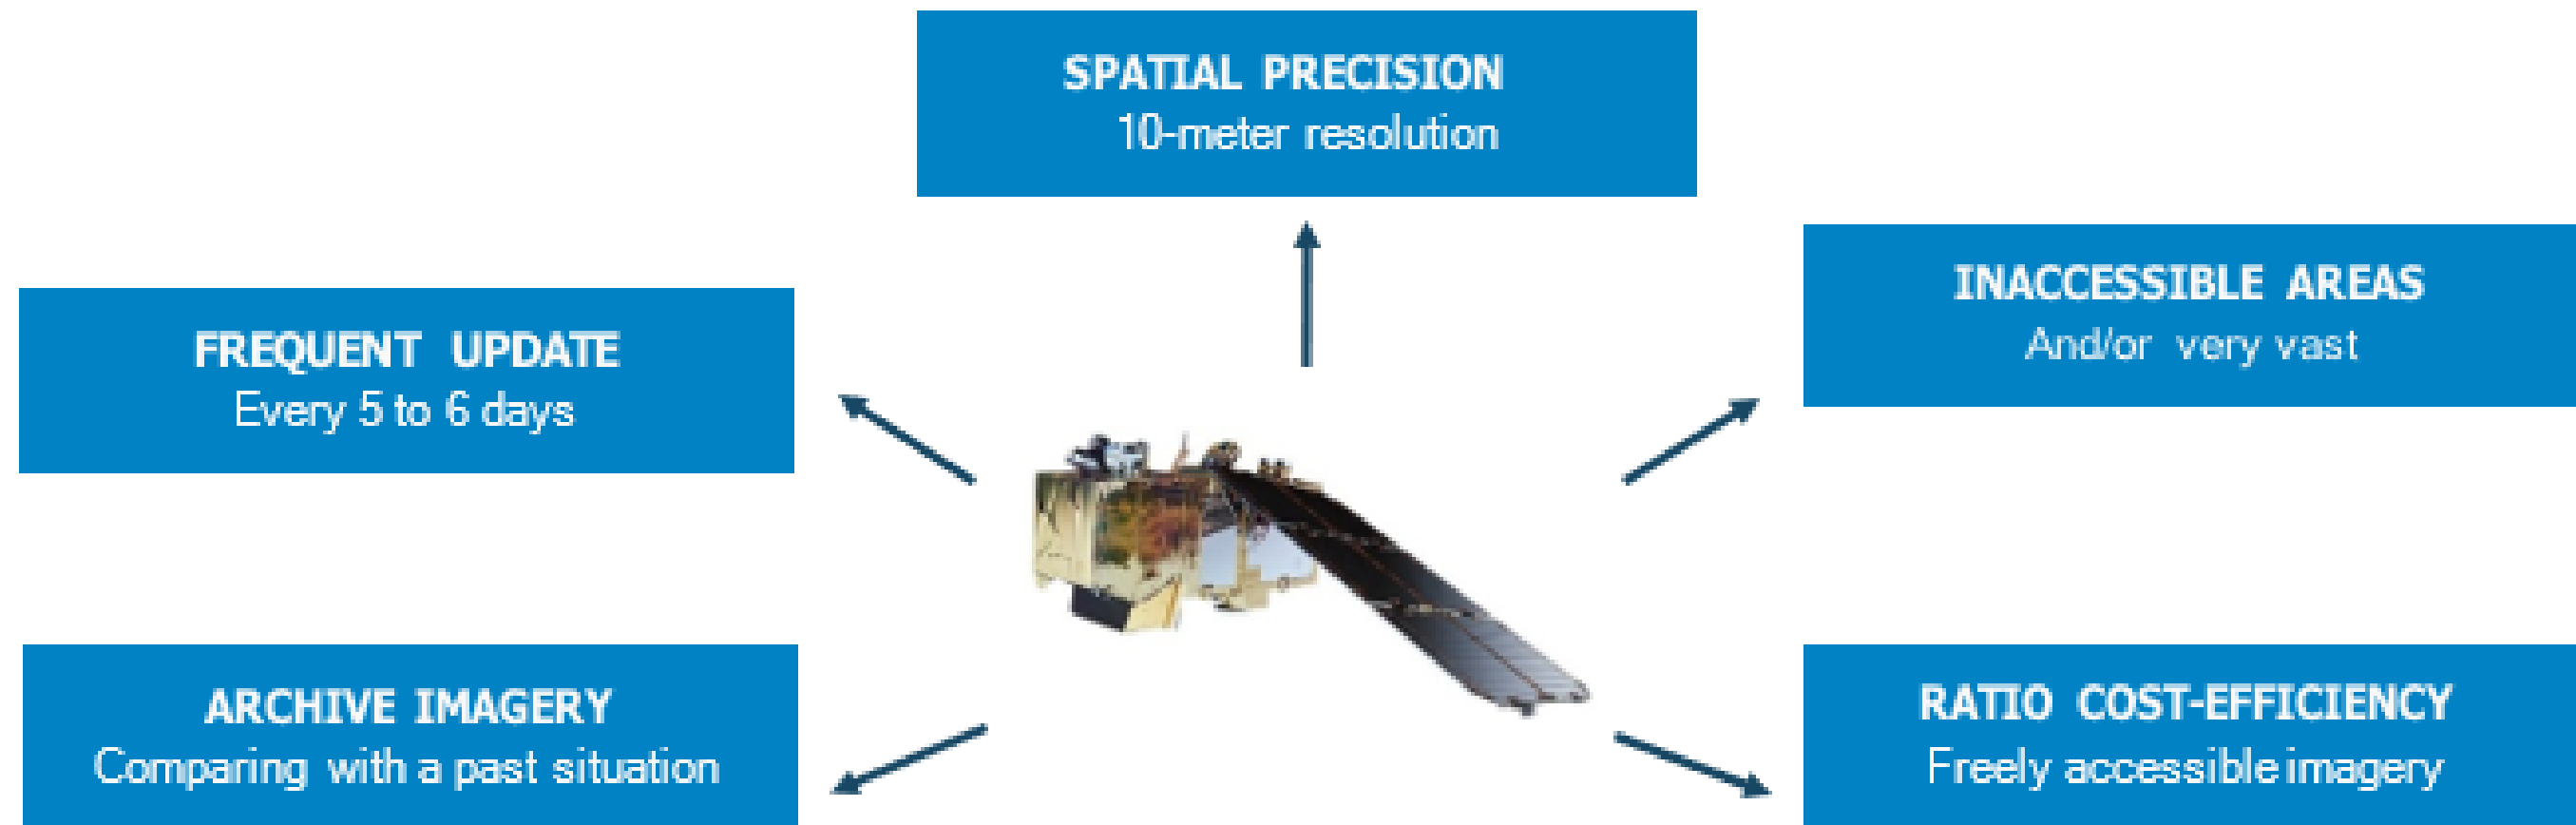 SPATIAL PRECISION
10-meter resolution
INACCESSIBLE AREAS
And/or very vast
FREQUENT UPDATE
Every 5 to 6 days
ARCHIVE IMAGERY
Comparing with a past situation
RATIO COST-EFFICIENCY
Freely accessible imagery